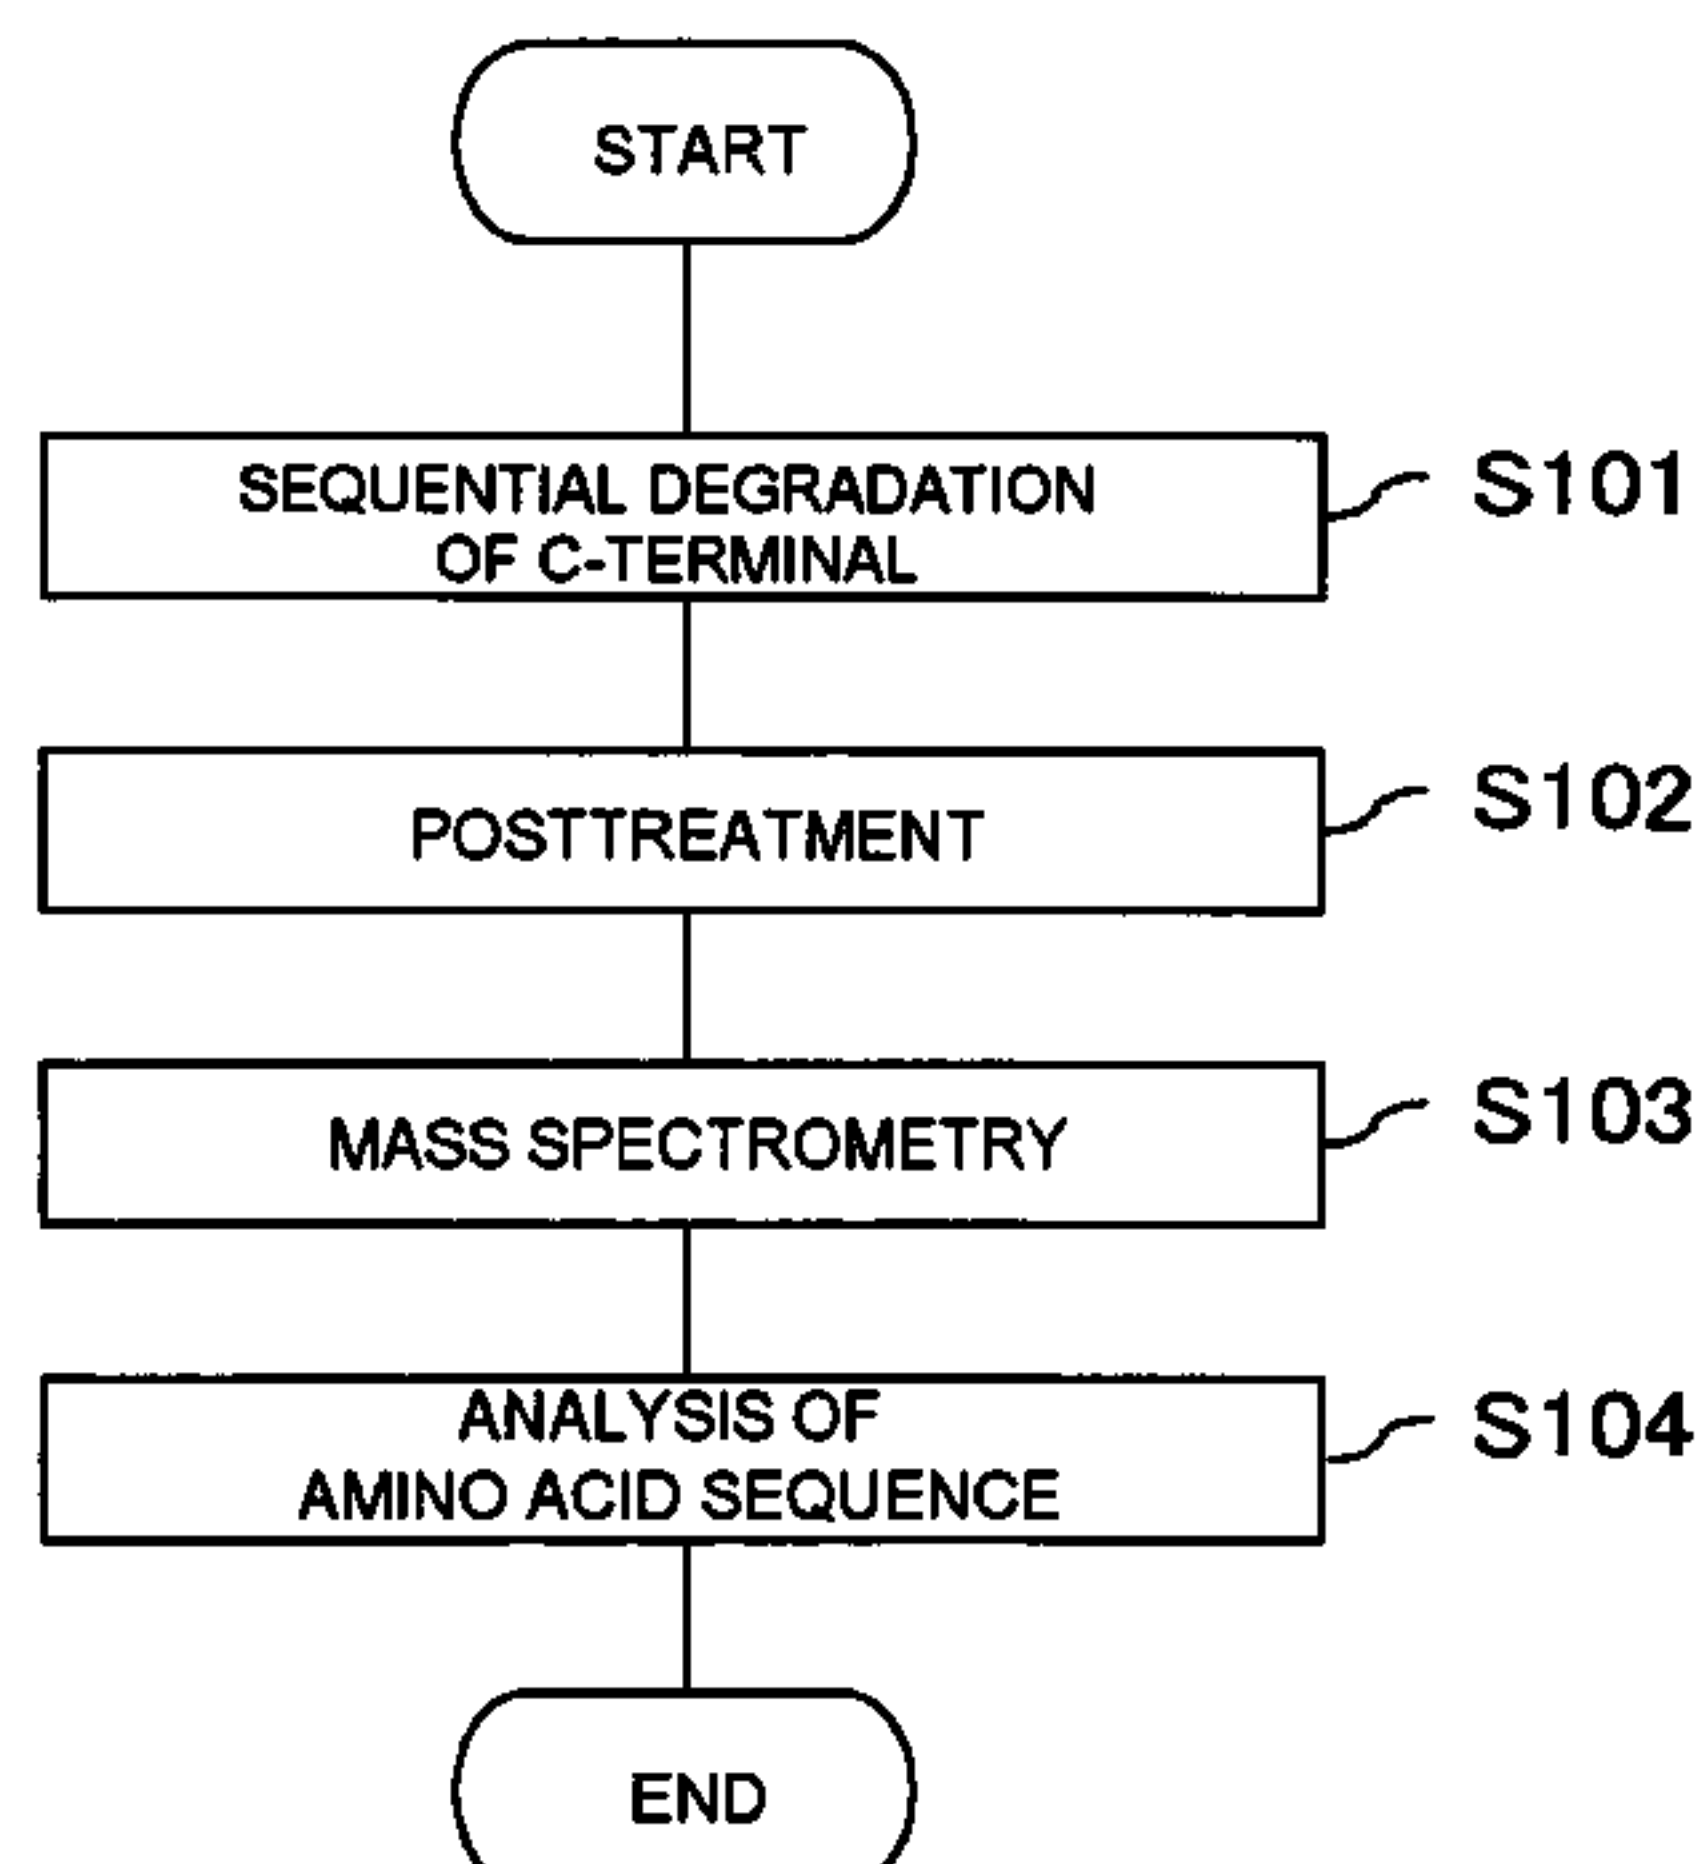 START
SEQUENTIAL DEGRADATION
OF C-TERMINAL
S101
POSTTREATMENT
S102
MASS SPECTROMETRY
S103
ANALYSIS OF
AMINO ACID SEQUENCE
S104
END